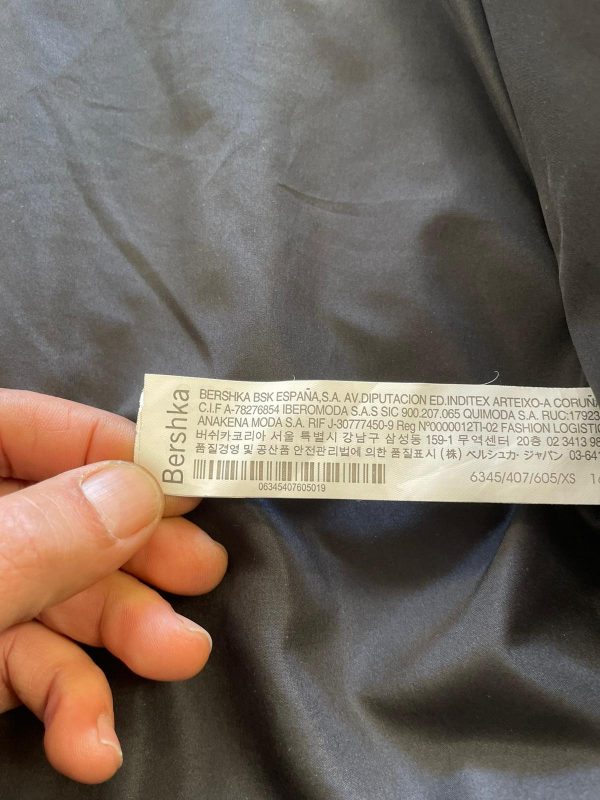 Bershka
BERSHKA BSK ESPAÑA,S.A. AV.DIPUTACION ED.INDITEX ARTEIXO-A CORUÑA
C.I.F A-78276854 IBEROMODA S.A.S SIC 900.207.065 QUIMODA S.A. RUC:17923
ANAKENA MODA S.A. RIF J-30777450-9 Reg Nº0000012TI-02 FASHION LOGISTIC
버쉬카코리아 서울 특별시 강남구 삼성동 159-1 무역센터 20층 02 3413 98
품질경영 및 공산품 안전관리법에 의한 품질표시 (株) ベルシュカ・ジャパン 03-641
06345407605019
6345/407/605/XS 16